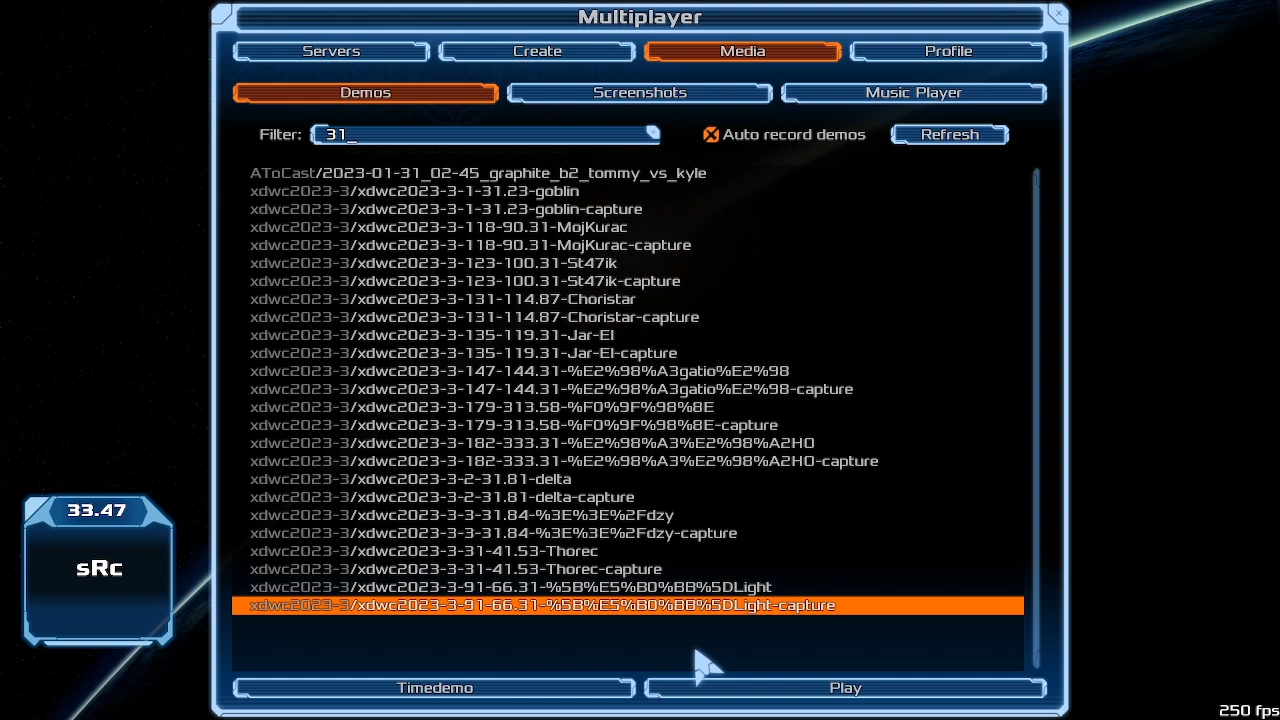 Multiplayer
Servers Create Media Profile
Demos Screenshots Music Player
Filter: 31_ Auto record demos Refresh
AToCast/2023-01-31_02-45_graphite_b2_tommy_vs_kyle
xdwc2023-3/xdwc2023-3-1-31.23-goblin
xdwc2023-3/xdwc2023-3-1-31.23-goblin-capture
xdwc2023-3/xdwc2023-3-118-90.31-MojKurac
xdwc2023-3/xdwc2023-3-118-90.31-MojKurac-capture
xdwc2023-3/xdwc2023-3-123-100.31-St47ik
xdwc2023-3/xdwc2023-3-123-100.31-St47ik-capture
xdwc2023-3/xdwc2023-3-131-114.87-Choristar
xdwc2023-3/xdwc2023-3-131-114.87-Choristar-capture
xdwc2023-3/xdwc2023-3-135-119.31-Jar-El
xdwc2023-3/xdwc2023-3-135-119.31-Jar-El-capture
xdwc2023-3/xdwc2023-3-147-144.31-%E2%98%A3gatio%E2%98
xdwc2023-3/xdwc2023-3-147-144.31-%E2%98%A3gatio%E2%98-capture
xdwc2023-3/xdwc2023-3-179-313.58-%F0%9F%98%8E
xdwc2023-3/xdwc2023-3-179-313.58-%F0%9F%98%8E-capture
xdwc2023-3/xdwc2023-3-182-333.31-%E2%98%A3%E2%98%A2HO
xdwc2023-3/xdwc2023-3-182-333.31-%E2%98%A3%E2%98%A2HO-capture
xdwc2023-3/xdwc2023-3-2-31.81-delta
xdwc2023-3/xdwc2023-3-2-31.81-delta-capture
xdwc2023-3/xdwc2023-3-3-31.84-%3E%3E%2Fdzy
xdwc2023-3/xdwc2023-3-3-31.84-%3E%3E%2Fdzy-capture
xdwc2023-3/xdwc2023-3-31-41.53-Thorec
xdwc2023-3/xdwc2023-3-31-41.53-Thorec-capture
xdwc2023-3/xdwc2023-3-91-66.31-%5B%E5%B0%BB%5DLight
xdwc2023-3/xdwc2023-3-91-66.31-%5B%E5%B0%BB%5DLight-capture
33.47
sRc
Timedemo Play
250 fps